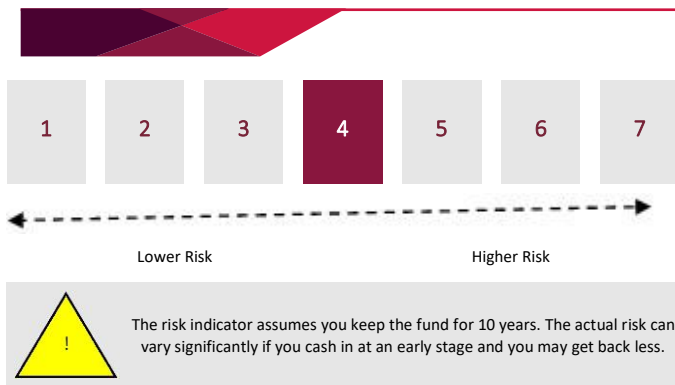 1 2 3 4 5 6 7
Lower Risk Higher Risk
!
The risk indicator assumes you keep the fund for 10 years. The actual risk can
vary significantly if you cash in at an early stage and you may get back less.